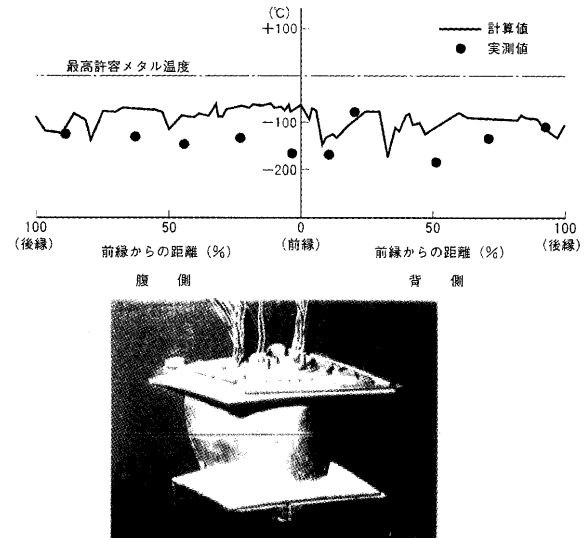 (℃)
+100
計算値
実測値
最高許容メタル温度
−100
−200
100 50 0 50 100
(後縁) 前縁からの距離(%) (前縁) 前縁からの距離(%) (後縁)
腹 側 背 側